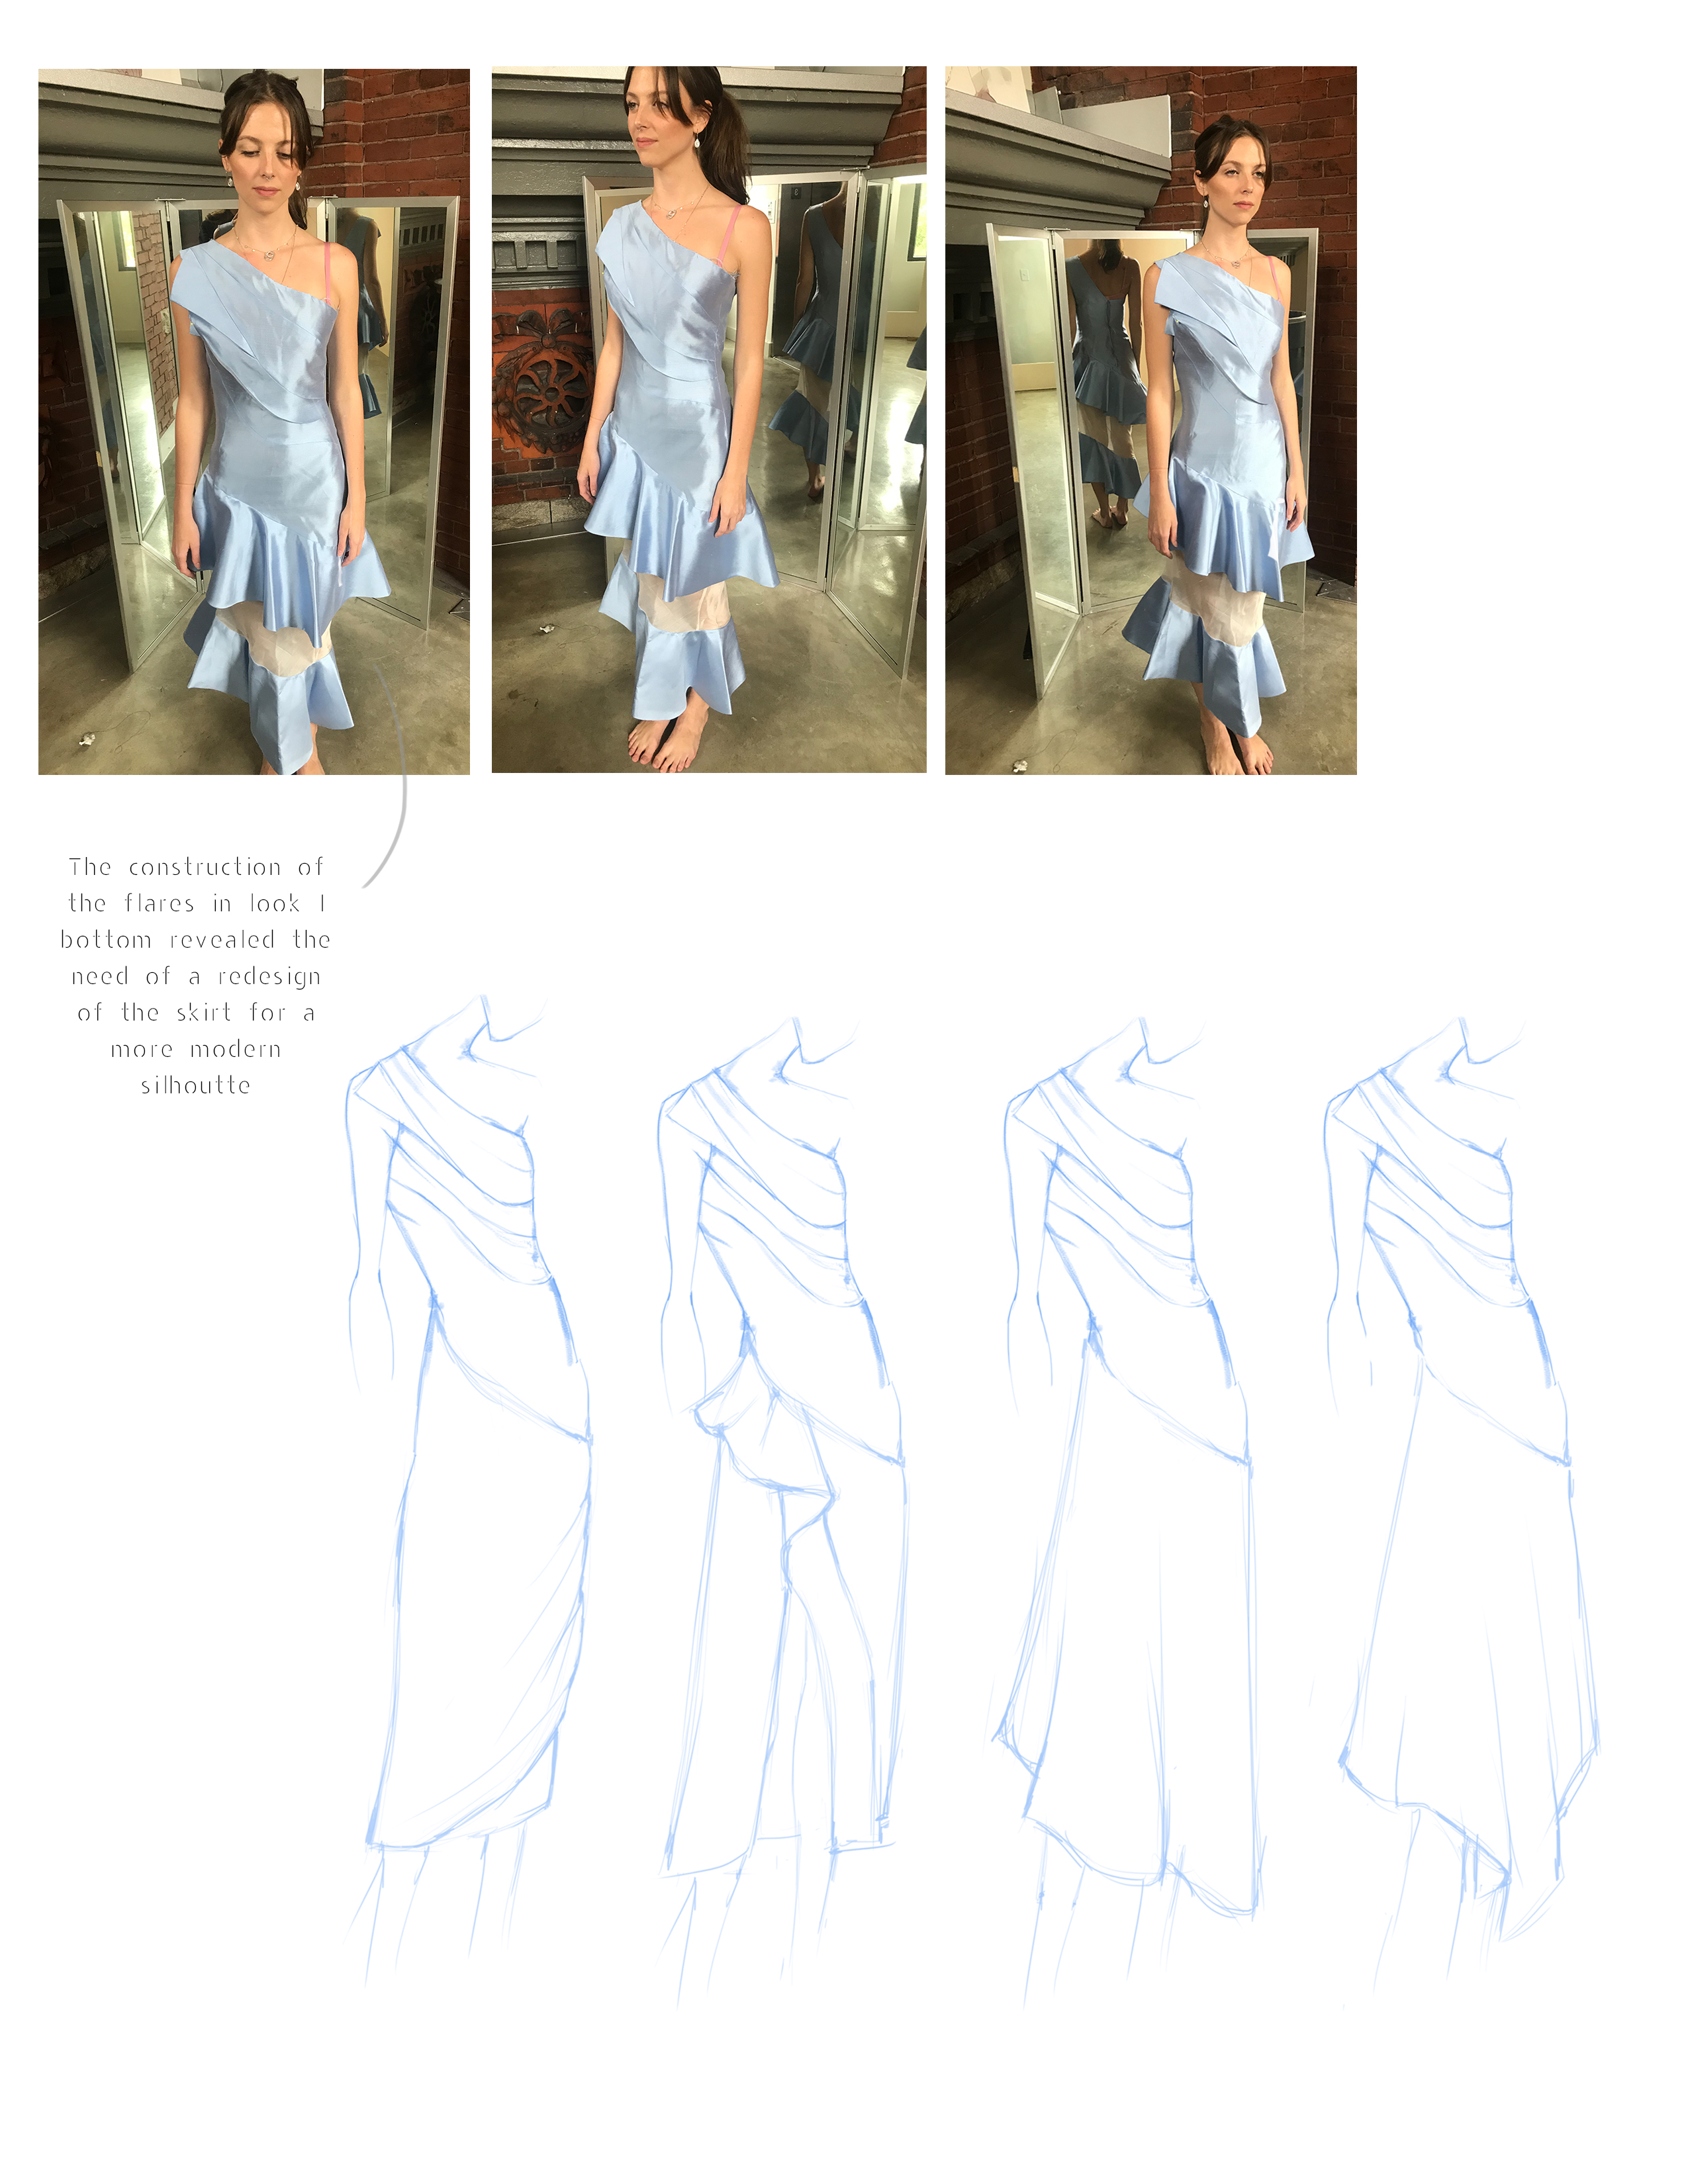 The construction of
the flares in look 1
bottom revealed the
need of a redesign
of the skirt for a
more modern
silhoutte